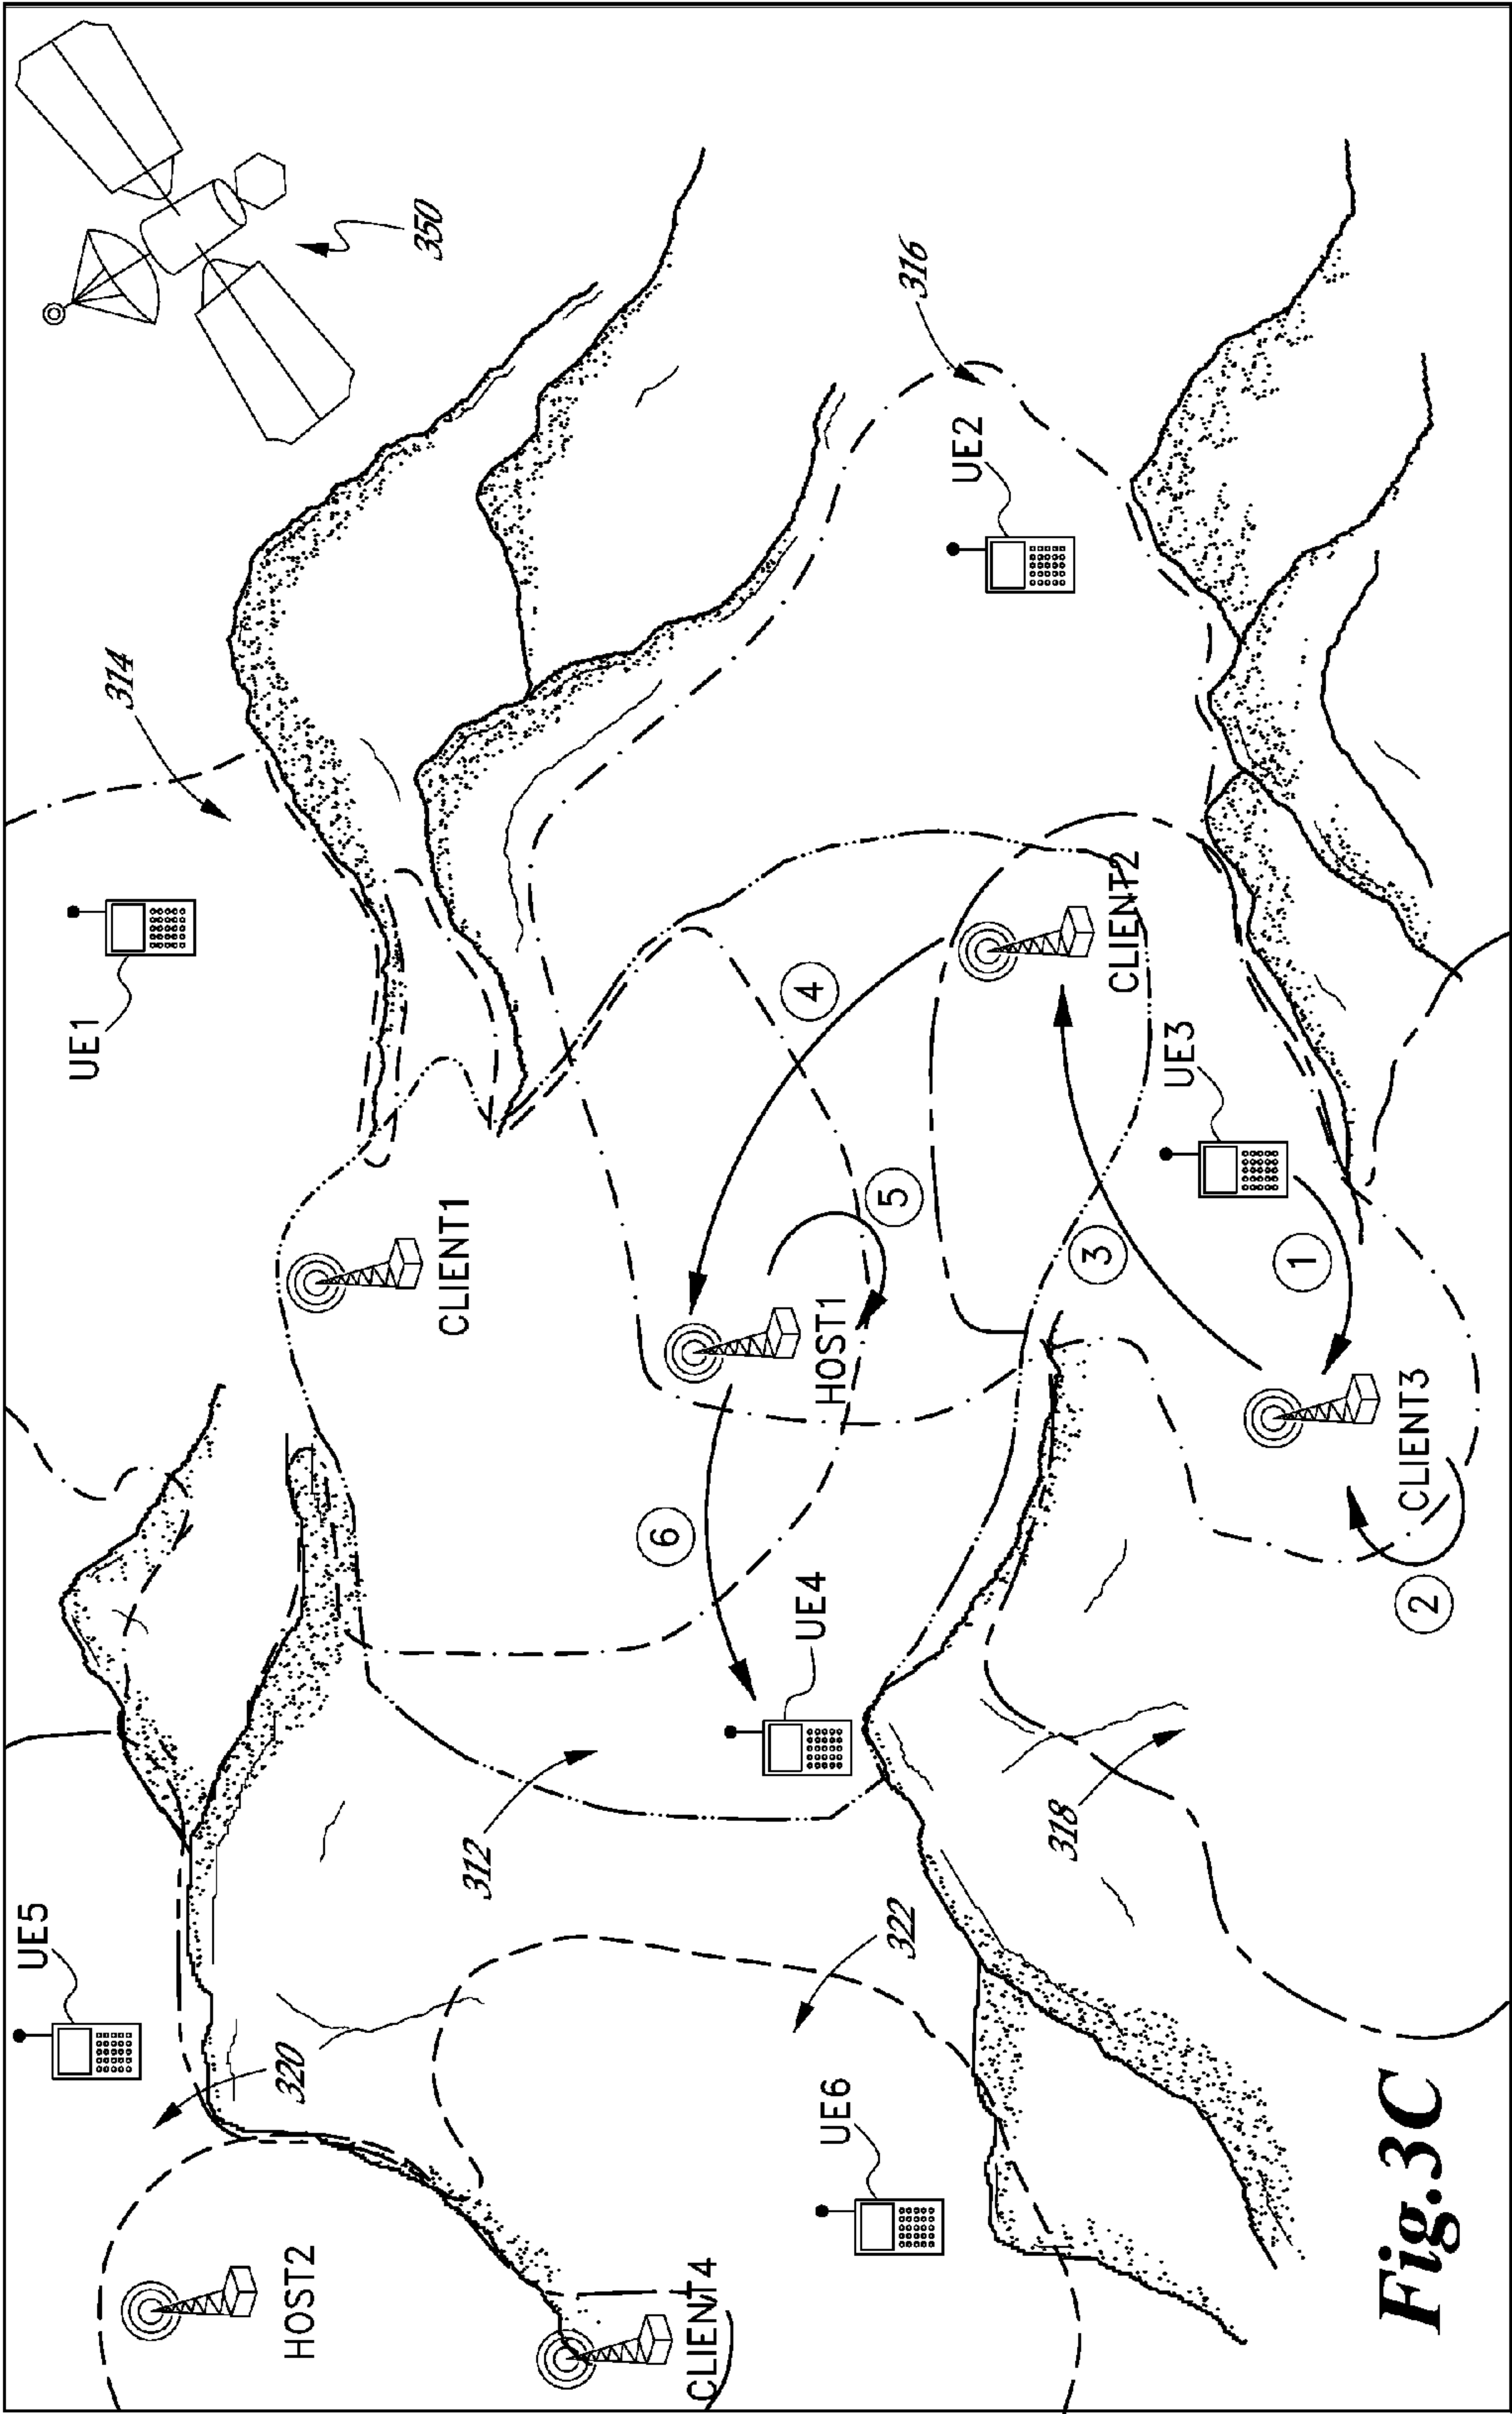 350
314
316
UE1
UE2
CLIENT1
4
CLIENT2
UE3
5
HOST1
3
1
6
CLIENT3
UE4
2
312
318
UE5
322
320
UE6
HOST2
CLIENT4
Fig.3C